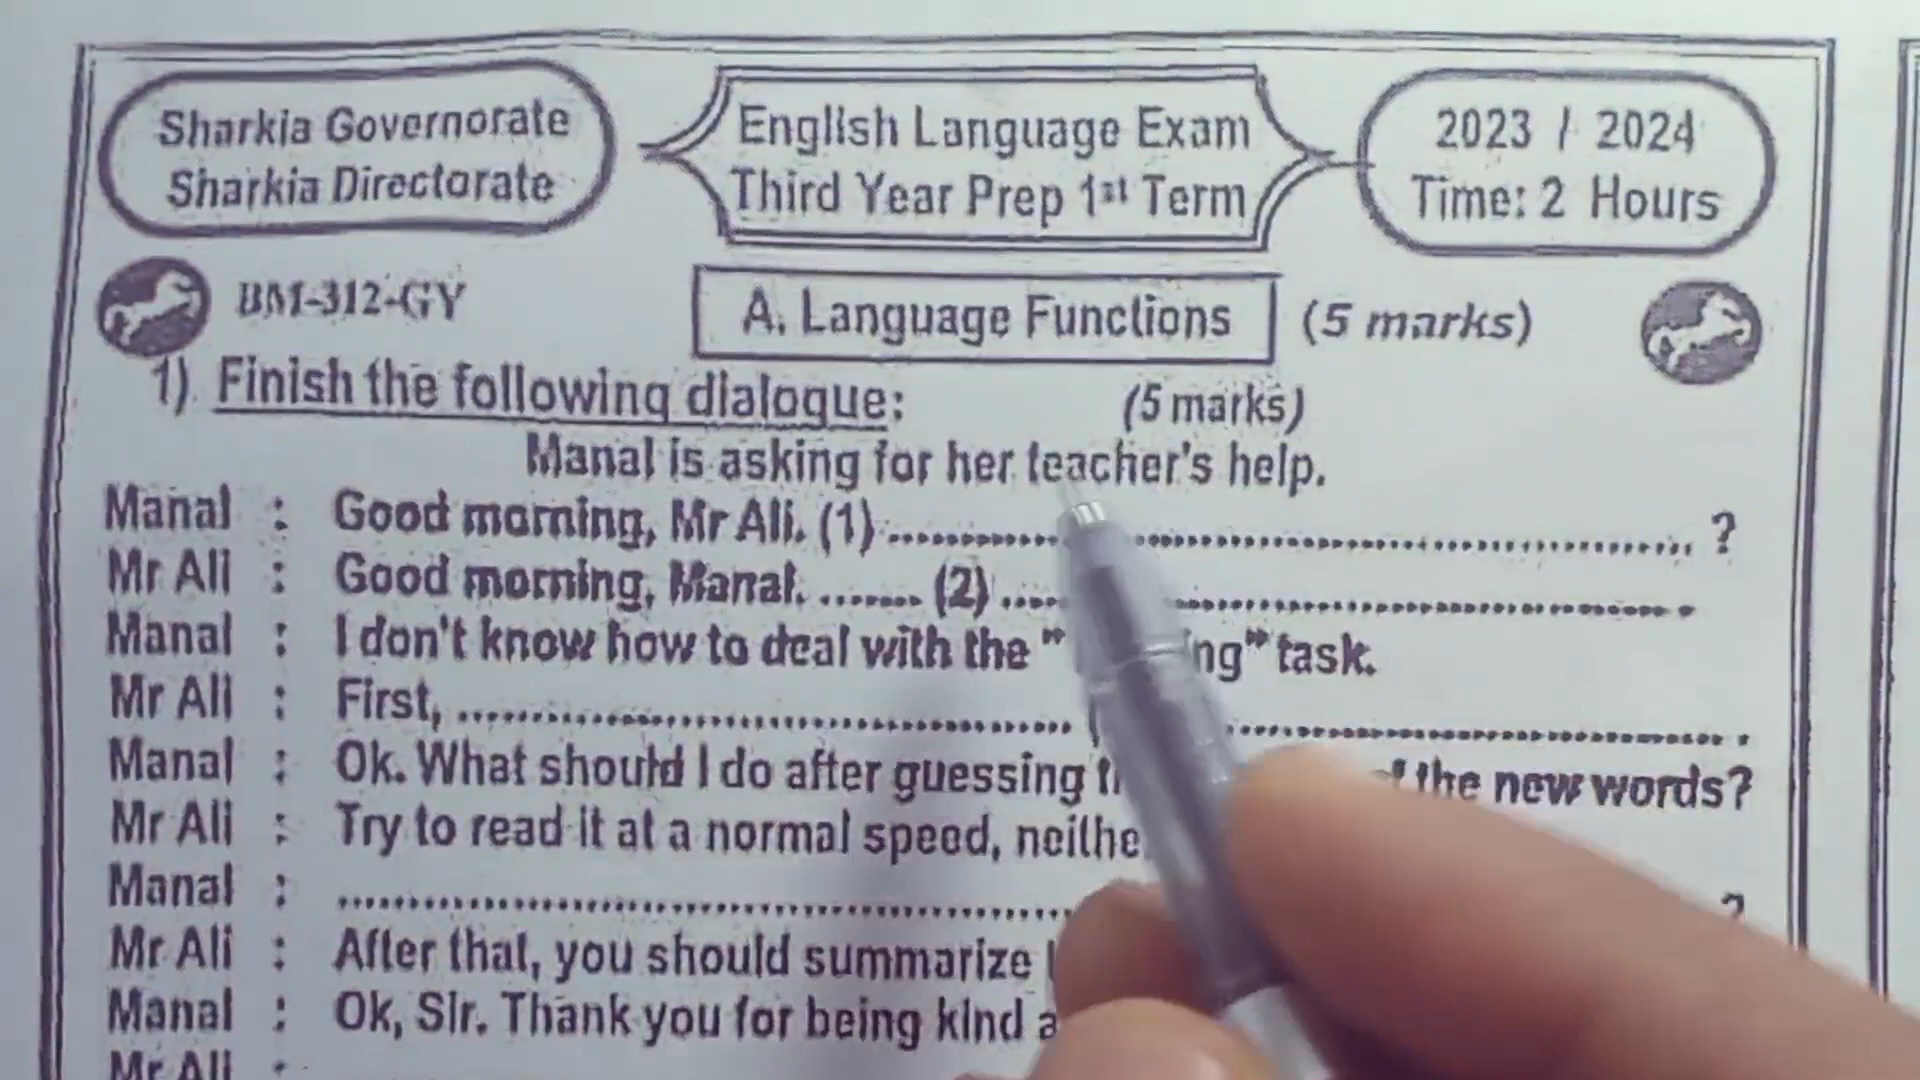 Sharkia Governorate
Sharkia Directorate
English Language Exam
Third Year Prep 1st Term
2023 / 2024
Time: 2 Hours
BM-312-GY
A. Language Functions
(5 marks)
1) Finish the following dialogue: (5 marks)
Manal is asking for her teacher's help.
Manal : Good morning, Mr Ali. (1) .......................................................... ?
Mr Ali : Good morning, Manal. ....... (2) ..........................................................
Manal : I don't know how to deal with the " ng" task.
Mr Ali : First, .......................................................... ( ..........................................................
Manal : Ok. What should I do after guessing of the new words?
Mr Ali : Try to read it at a normal speed,
Manal : .......................................................... ?
Mr Ali : After that, you should summarize
Manal : Ok, Sir. Thank you for being kind a
Mr Ali :